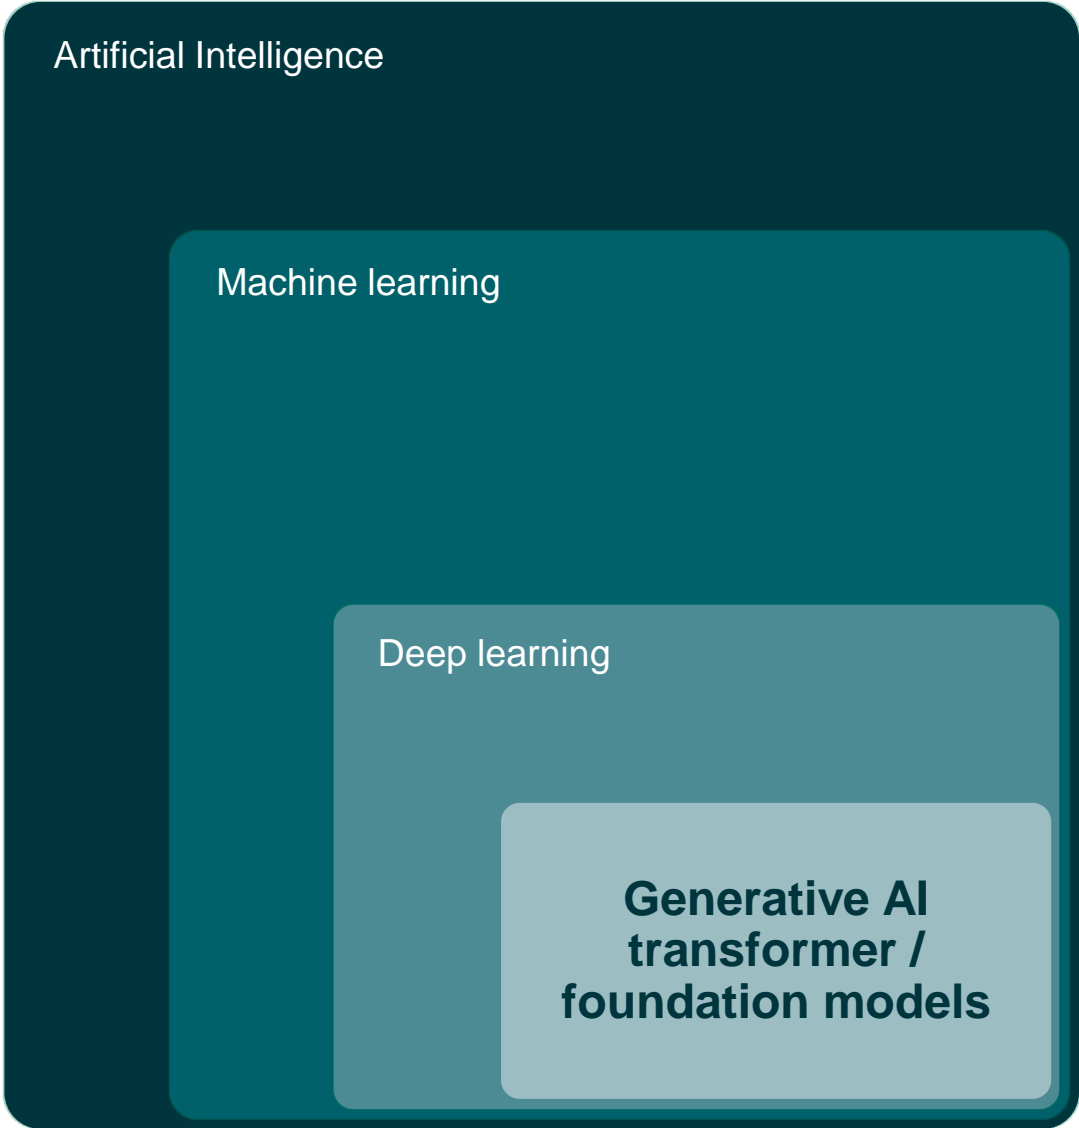 Artificial Intelligence
Machine learning
Deep learning
Generative AI
transformer /
foundation models